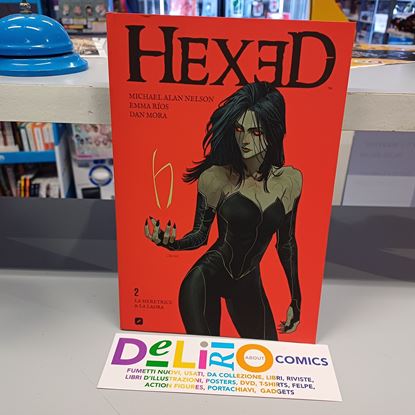 HEXED
MICHAEL ALAN NELSON
EMMA RÍOS
DAN MORA
2
LA MERETRICE
& LA LADRA
DELIRIO ABOUT COMICS
FUMETTI NUOVI, USATI, DA COLLEZIONE, LIBRI, RIVISTE,
LIBRI D'ILLUSTRAZIONI, POSTERS, DVD, T-SHIRTS, FELPE,
ACTION FIGURES, PORTACHIAVI, GADGETS